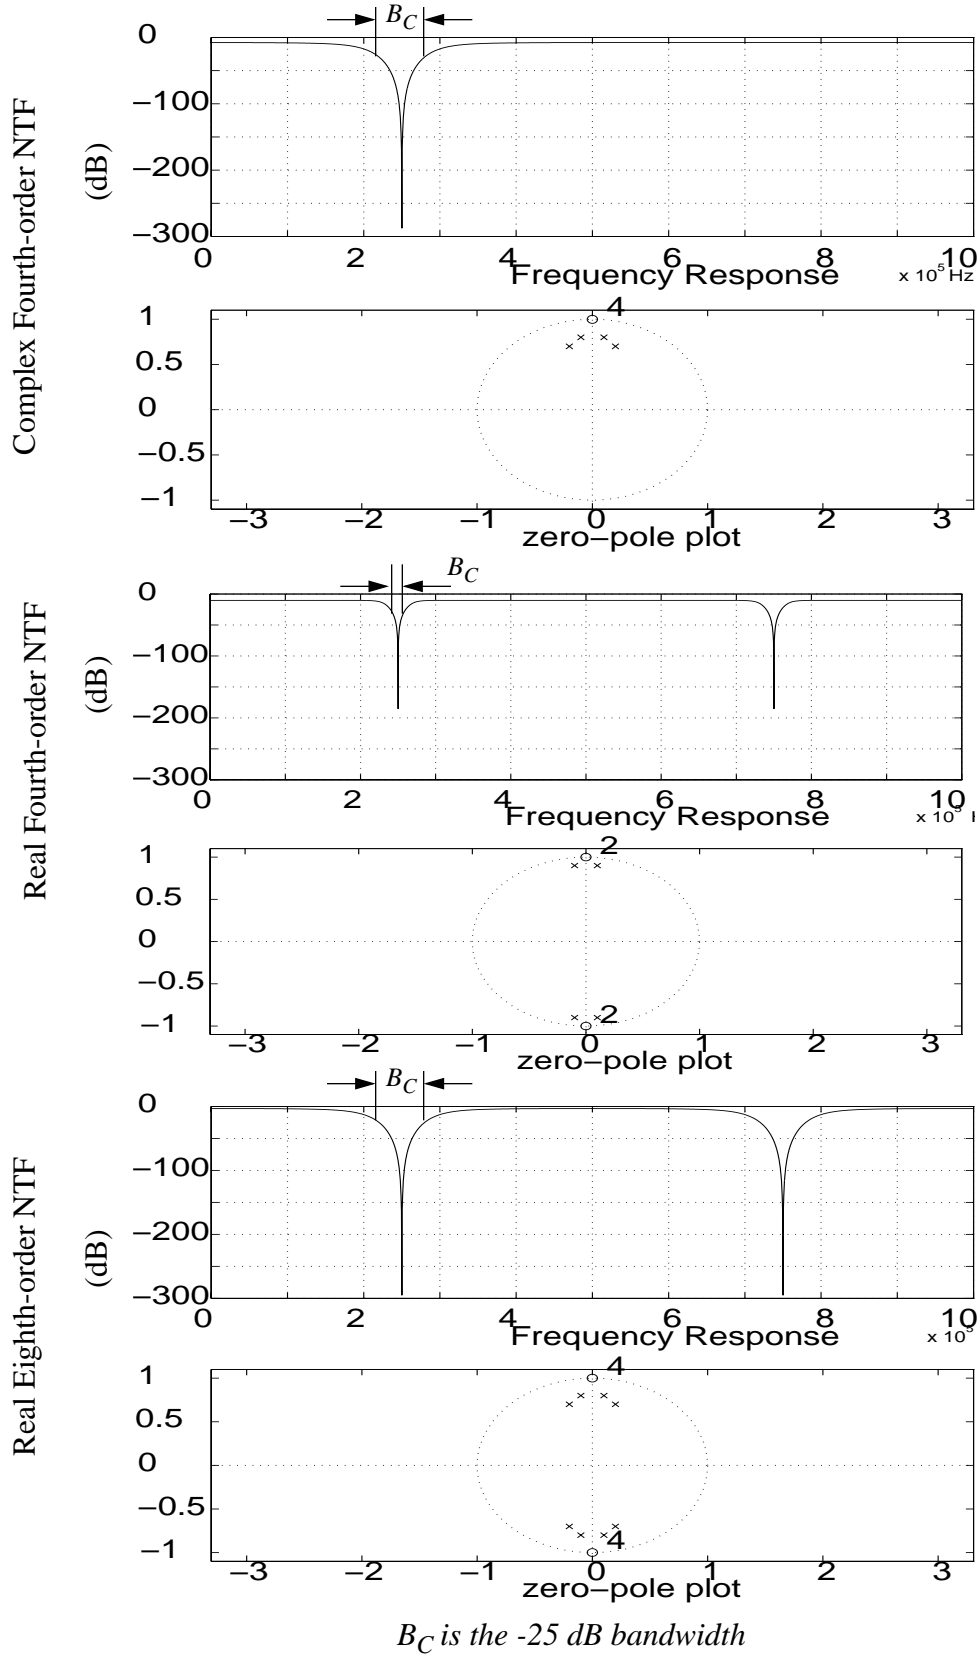 B_C
0
−100
−200
−300
(dB)
Complex Fourth-order NTF
0 2 4 6 8 10
Frequency Response
x 10^5 Hz
4
1
0.5
0
−0.5
−1
−3 −2 −1 0 1 2 3
zero−pole plot
B_C
0
−100
−200
−300
(dB)
Real Fourth-order NTF
0 2 4 6 8 10
Frequency Response
x 10^5
2
1
0.5
0
−0.5
−1
2
−3 −2 −1 0 1 2 3
zero−pole plot
B_C
0
−100
−200
−300
(dB)
Real Eighth-order NTF
0 2 4 6 8 10
Frequency Response
x 10^5
4
1
0.5
0
−0.5
−1
4
−3 −2 −1 0 1 2 3
zero−pole plot
B_C is the -25 dB bandwidth